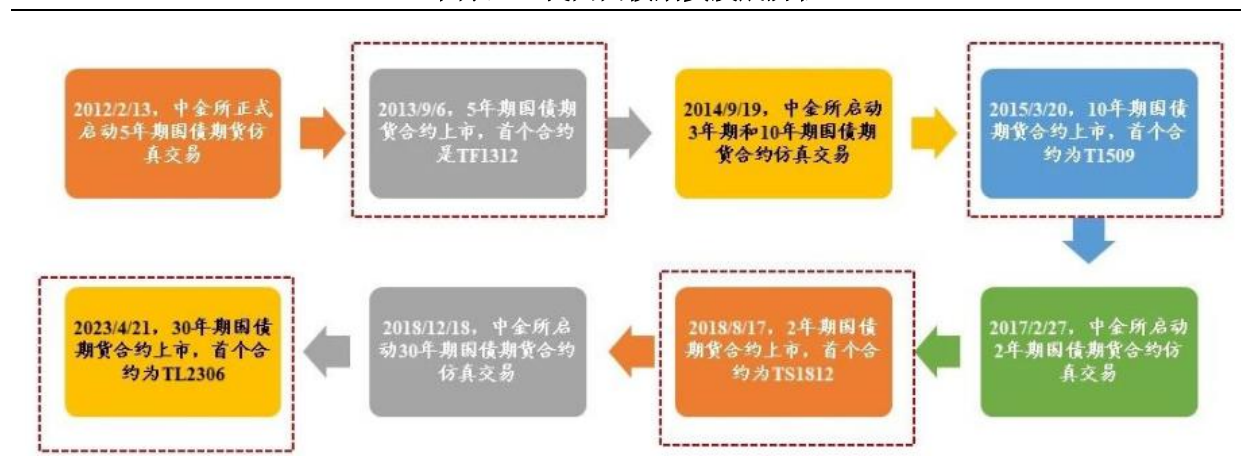 2012/2/13，中金所正式
启动5年期国债期货仿
真交易
2013/9/6，5年期国债期
货合约上市，首个合约
是TF1312
2014/9/19，中金所启动
3年期和10年期国债期
货合约仿真交易
2015/3/20，10年期国债
期货合约上市，首个合
约为T1509
2017/2/27，中金所启动
2年期国债期货合约仿
真交易
2018/8/17，2年期国债
期货合约上市，首个合
约为TS1812
2018/12/18，中金所启
动30年期国债期货合约
仿真交易
2023/4/21，30年期国债
期货合约上市，首个合
约为TL2306